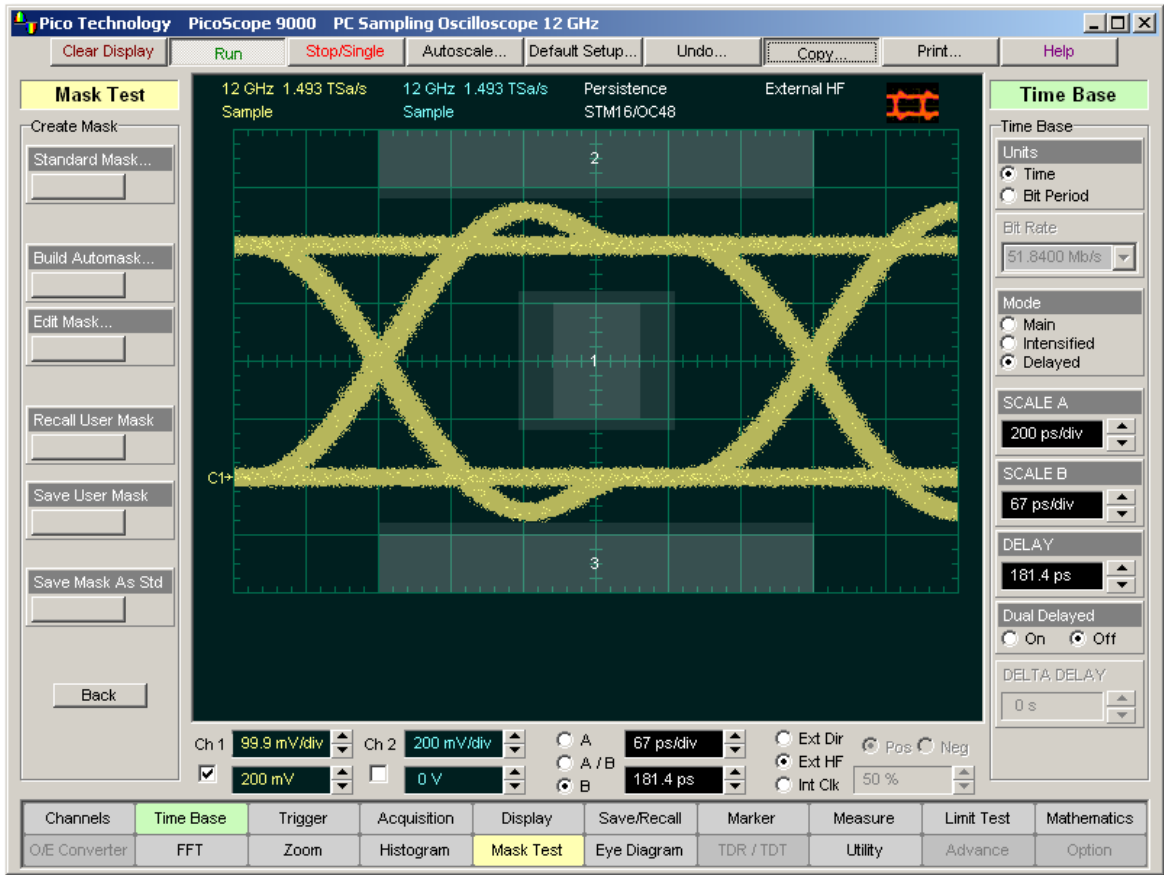 Pico Technology PicoScope 9000 PC Sampling Oscilloscope 12 GHz
Clear Display Run Stop/Single Autoscale... Default Setup... Undo... Copy... Print... Help
Mask Test
Create Mask
Standard Mask...
Build Automask...
Edit Mask...
Recall User Mask
Save User Mask
Save Mask As Std
Back
12 GHz 1.493 TSa/s 12 GHz 1.493 TSa/s Persistence External HF
Sample Sample STM16/OC48
2
1
C1
3
Time Base
Time Base
Units
Time
Bit Period
Bit Rate
51.8400 Mb/s
Mode
Main
Intensified
Delayed
SCALE A
200 ps/div
SCALE B
67 ps/div
DELAY
181.4 ps
Dual Delayed
On Off
DELTA DELAY
0 s
Ch 1 99.9 mV/div Ch 2 200 mV/div A 67 ps/div Ext Dir Pos Neg
A / B Ext HF
200 mV 0 V B 181.4 ps Int Clk 50 %
Channels Time Base Trigger Acquisition Display Save/Recall Marker Measure Limit Test Mathematics
O/E Converter FFT Zoom Histogram Mask Test Eye Diagram TDR / TDT Utility Advance Option